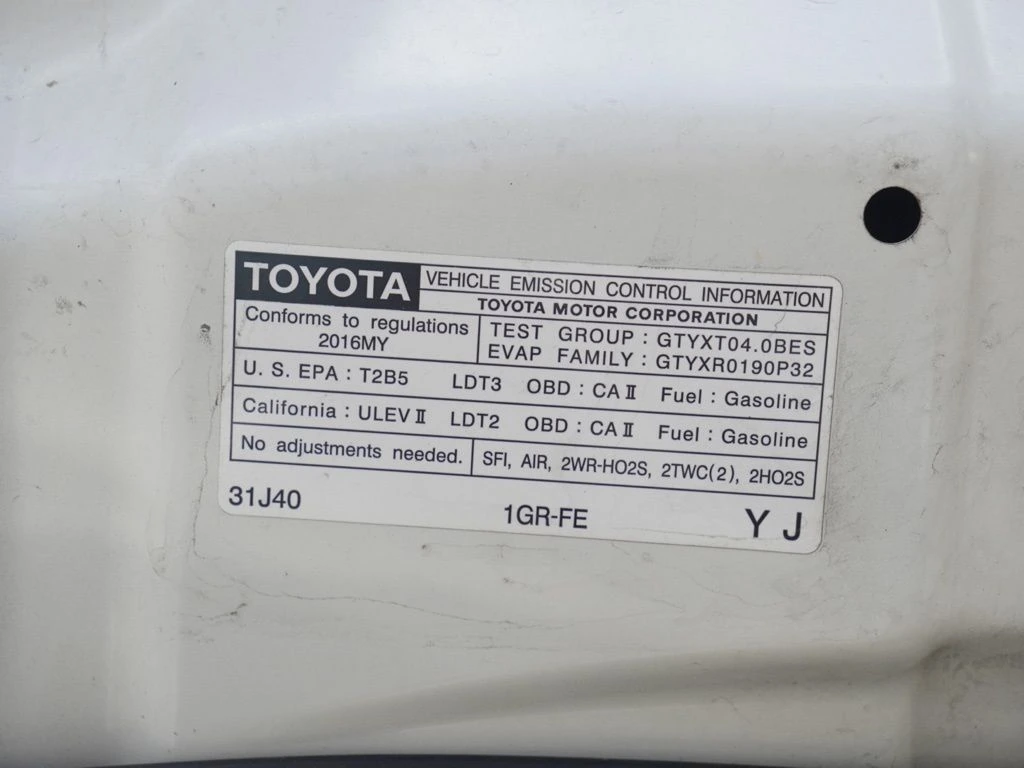 TOYOTA VEHICLE EMISSION CONTROL INFORMATION
TOYOTA MOTOR CORPORATION
Conforms to regulations
2016MY
TEST GROUP : GTYXT04.0BES
EVAP FAMILY : GTYXR0190P32
U. S. EPA : T2B5 LDT3 OBD : CA II Fuel : Gasoline
California : ULEV II LDT2 OBD : CA II Fuel : Gasoline
No adjustments needed. SFI, AIR, 2WR-HO2S, 2TWC(2), 2HO2S
31J40 1GR-FE Y J